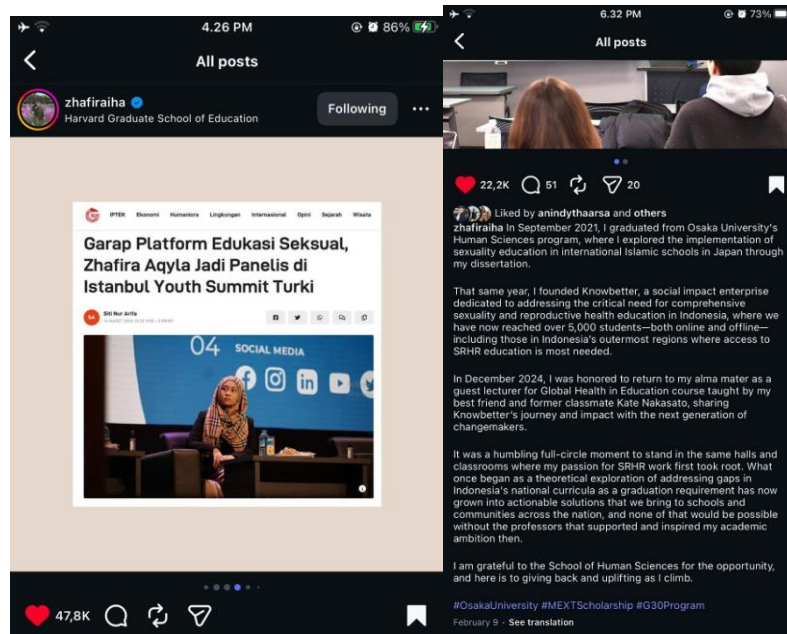 4.26 PM
86%
All posts
zhafiraiha
Harvard Graduate School of Education
Following
IPTEK Ekonomi Humaniora Lingkungan Internasional Opini Sejarah Wisata
Garap Platform Edukasi Seksual,
Zhafira Aqyla Jadi Panelis di
Istanbul Youth Summit Turki
SA
Siti Nur Arifa
04 SOCIAL MEDIA
47,8K
6.32 PM
73%
All posts
22,2K 51 20
Liked by anindythaarsa and others
zhafiraiha In September 2021, I graduated from Osaka University's
Human Sciences program, where I explored the implementation of
sexuality education in international Islamic schools in Japan through
my dissertation.
That same year, I founded Knowbetter, a social impact enterprise
dedicated to addressing the critical need for comprehensive
sexuality and reproductive health education in Indonesia, where we
have now reached over 5,000 students—both online and offline—
including those in Indonesia's outermost regions where access to
SRHR education is most needed.
In December 2024, I was honored to return to my alma mater as a
guest lecturer for Global Health in Education course taught by my
best friend and former classmate Kate Nakasato, sharing
Knowbetter's journey and impact with the next generation of
changemakers.
It was a humbling full-circle moment to stand in the same halls and
classrooms where my passion for SRHR work first took root. What
once began as a theoretical exploration of addressing gaps in
Indonesia's national curricula as a graduation requirement has now
grown into actionable solutions that we bring to schools and
communities across the nation, and none of that would be possible
without the professors that supported and inspired my academic
ambition then.
I am grateful to the School of Human Sciences for the opportunity,
and here is to giving back and uplifting as I climb.
#OsakaUniversity #MEXTScholarship #G30Program
February 9 · See translation